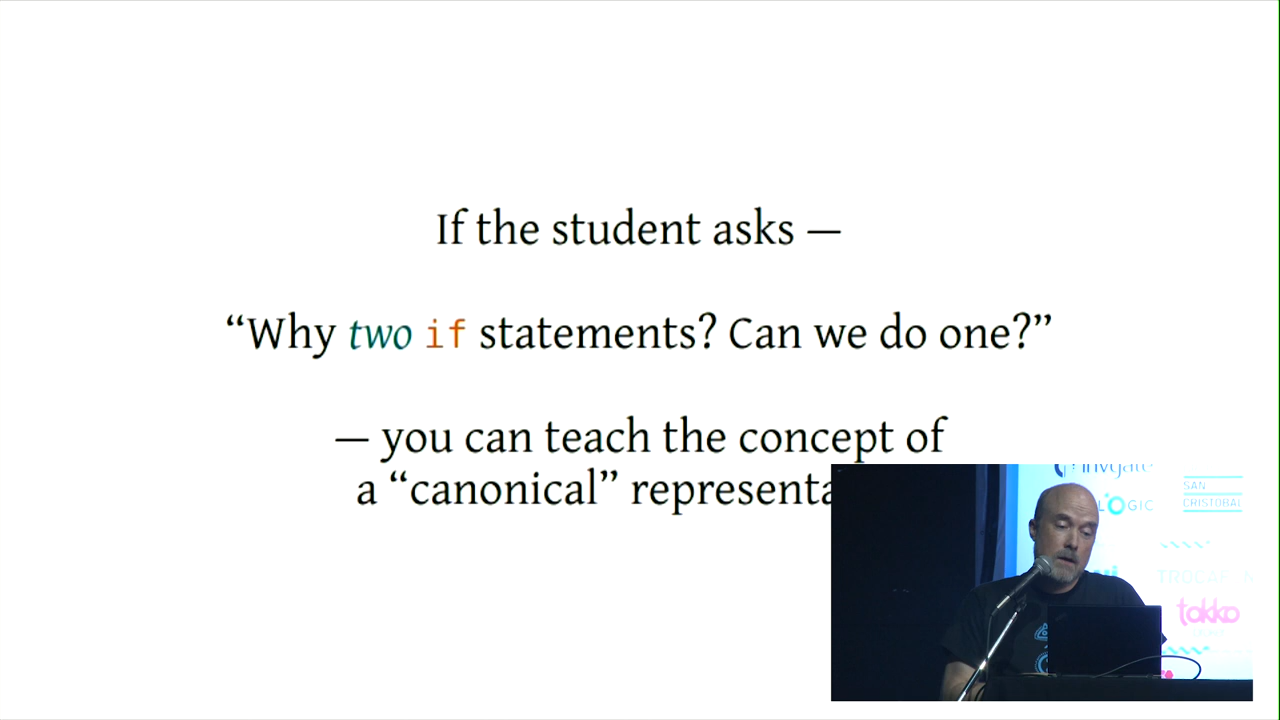 If the student asks —
“Why two if statements? Can we do one?”
— you can teach the concept of
a “canonical”
SAN
CRISTOBAL
tokko